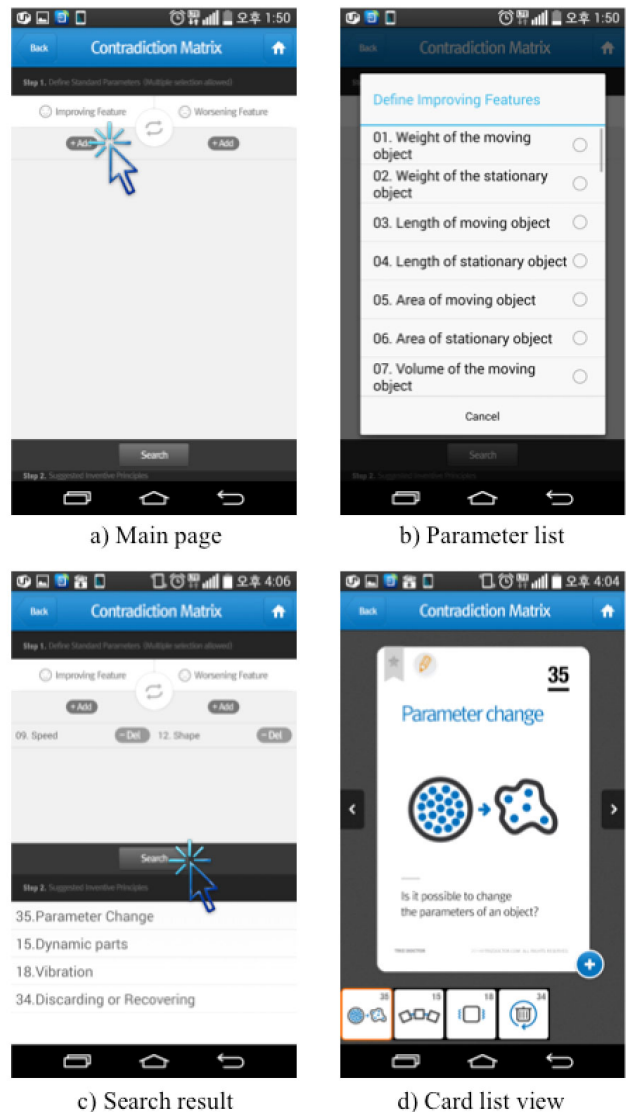 오후 1:50
Back Contradiction Matrix
Step 1. Define Standard Parameters (Multiple selection allowed)
Improving Feature Worsening Feature
+ Add + Add
Search
Step 2. Suggested Inventive Principles
a) Main page
오후 1:50
Back Contradiction Matrix
Define Improving Features
01. Weight of the moving
object
02. Weight of the stationary
object
03. Length of moving object
04. Length of stationary object
05. Area of moving object
06. Area of stationary object
07. Volume of the moving
object
Cancel
Search
Step 2. Suggested Inventive Principles
b) Parameter list
오후 4:06
Back Contradiction Matrix
Step 1. Define Standard Parameters (Multiple selection allowed)
Improving Feature Worsening Feature
+ Add + Add
09. Speed - Del 12. Shape - Del
Search
Step 2. Suggested Inventive Principles
35.Parameter Change
15.Dynamic parts
18.Vibration
34.Discarding or Recovering
c) Search result
오후 4:04
Back Contradiction Matrix
35
Parameter change
Is it possible to change
the parameters of an object?
35 15 18 34
d) Card list view